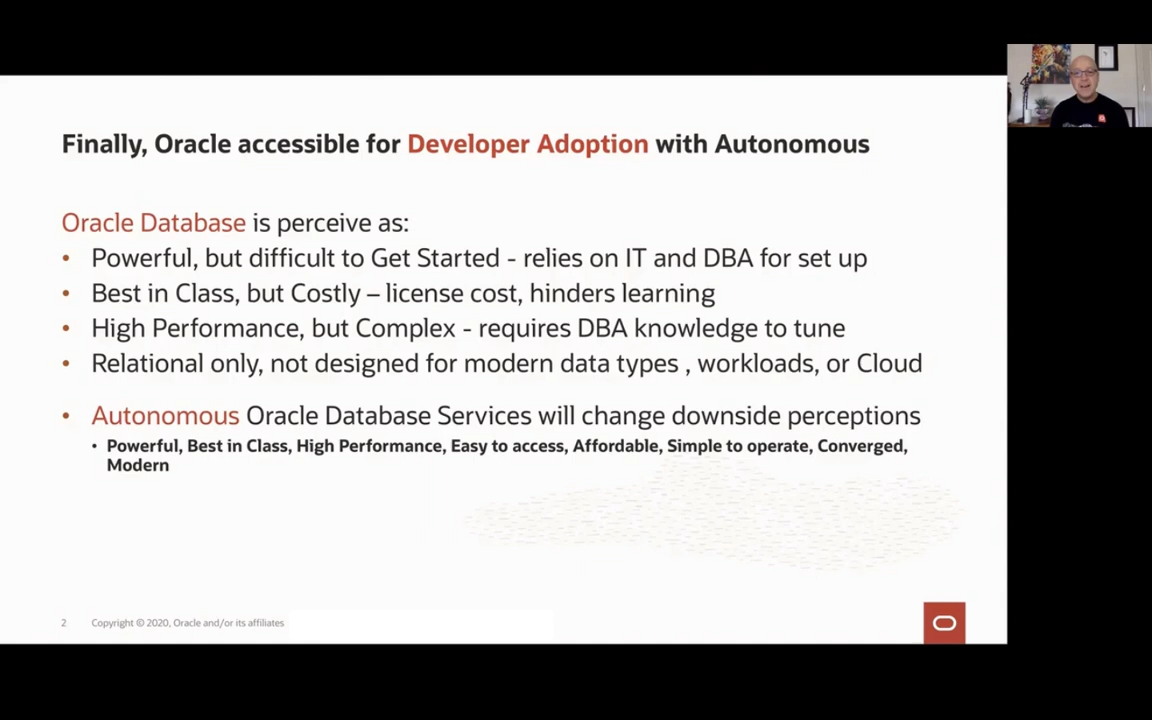 Finally, Oracle accessible for Developer Adoption with Autonomous
Oracle Database is perceive as:
• Powerful, but difficult to Get Started - relies on IT and DBA for set up
• Best in Class, but Costly – license cost, hinders learning
• High Performance, but Complex - requires DBA knowledge to tune
• Relational only, not designed for modern data types , workloads, or Cloud
• Autonomous Oracle Database Services will change downside perceptions
• Powerful, Best in Class, High Performance, Easy to access, Affordable, Simple to operate, Converged,
Modern
2 Copyright © 2020, Oracle and/or its affiliates